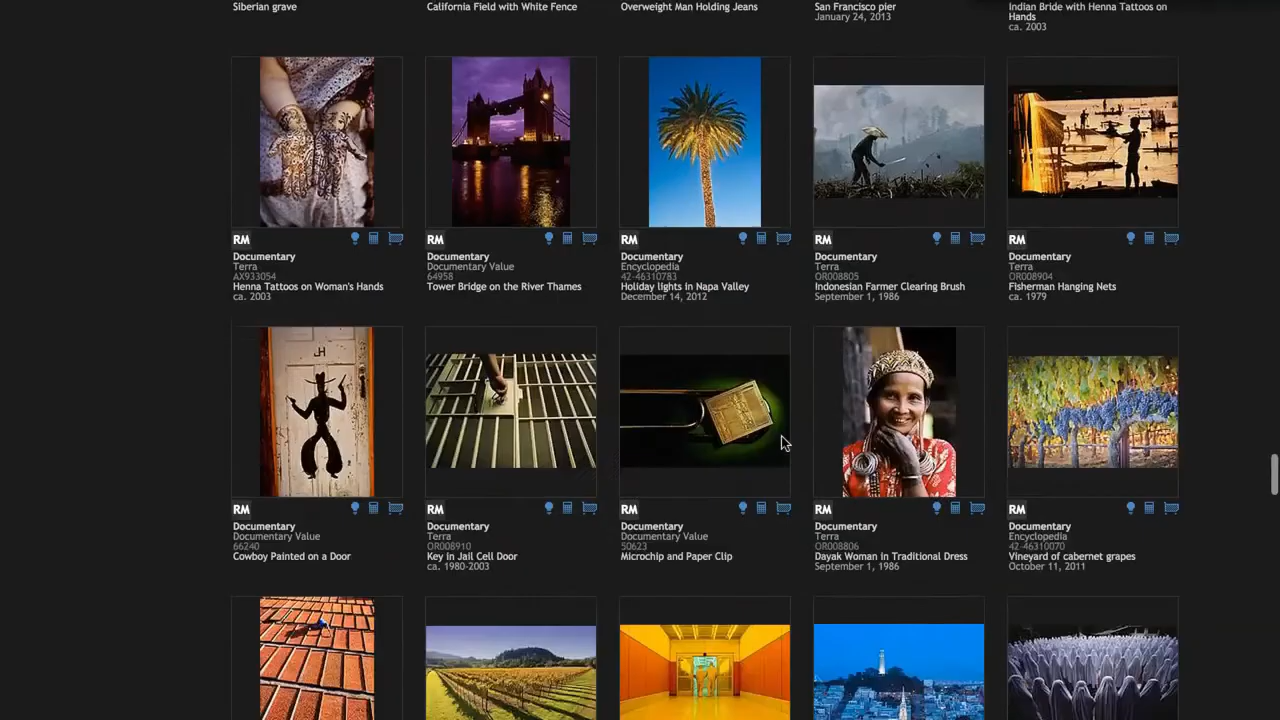 Siberian grave
California Field with White Fence
Overweight Man Holding Jeans
San Francisco pier
January 24, 2013
Indian Bride with Henna Tattoos on
Hands
ca. 2003
RM
Documentary
Terra
AX933054
Henna Tattoos on Woman's Hands
ca. 2003
RM
Documentary
Documentary Value
64958
Tower Bridge on the River Thames
RM
Documentary
Encyclopedia
42-46310783
Holiday lights in Napa Valley
December 14, 2012
RM
Documentary
Terra
OR008805
Indonesian Farmer Clearing Brush
September 1, 1986
RM
Documentary
Terra
OR008904
Fisherman Hanging Nets
ca. 1979
JH
RM
Documentary
Documentary Value
66240
Cowboy Painted on a Door
RM
Documentary
Terra
OR008910
Key in Jail Cell Door
ca. 1980-2003
RM
Documentary
Documentary Value
50623
Microchip and Paper Clip
RM
Documentary
Terra
OR008806
Dayak Woman in Traditional Dress
September 1, 1986
RM
Documentary
Encyclopedia
42-46310070
Vineyard of cabernet grapes
October 11, 2011